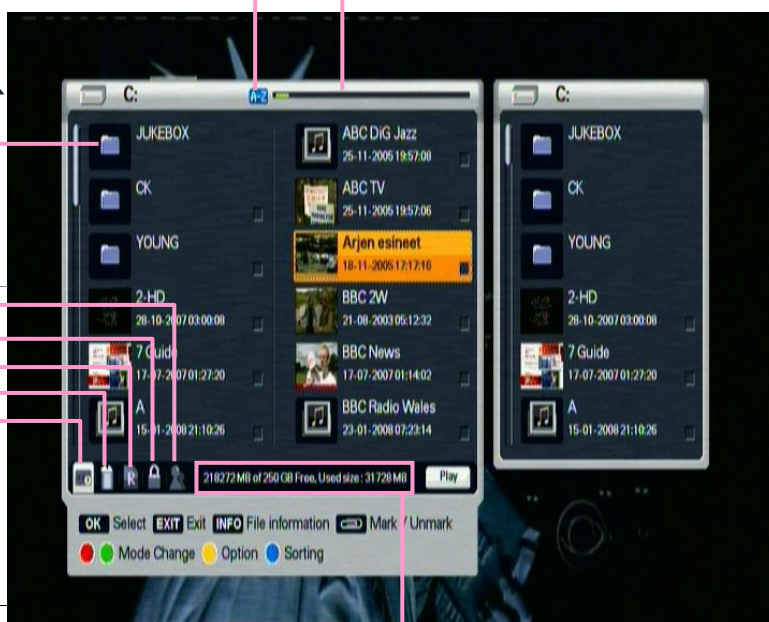 C:
A-Z
JUKEBOX
CK
YOUNG
2-HD
28-10-2007 03:00:08
7 Guide
17-07-2007 01:27:20
A
15-01-2008 21:10:26
ABC DiG Jazz
25-11-2005 19:57:08
ABC TV
25-11-2005 19:57:06
Arjen esineet
18-11-2005 17:17:16
BBC 2W
21-08-2003 05:12:32
BBC News
17-07-2007 01:14:02
BBC Radio Wales
23-01-2008 07:23:14
R
218272 MB of 250 GB Free, Used size : 31728 MB
Play
OK Select EXIT Exit INFO File information Mark / Unmark
Mode Change Option Sorting
C:
JUKEBOX
CK
YOUNG
2-HD
28-10-2007 03:00:08
7 Guide
17-07-2007 01:27:20
A
15-01-2008 21:10:26